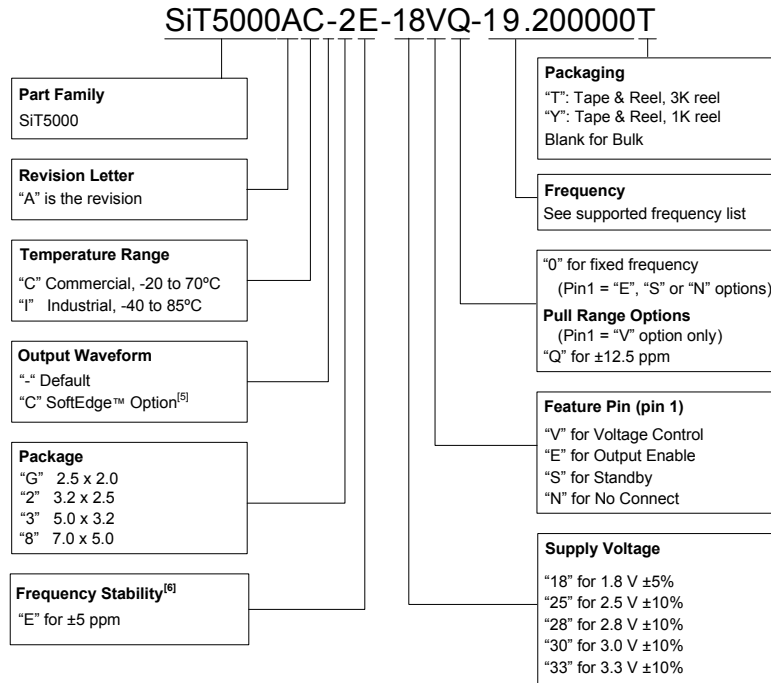 SiT5000AC-2E-18VQ-19.200000T
Part Family
SiT5000
Revision Letter
“A” is the revision
Temperature Range
“C” Commercial, -20 to 70ºC
“I” Industrial, -40 to 85ºC
Output Waveform
“-“ Default
“C” SoftEdge™ Option[5]
Package
“G” 2.5 x 2.0
“2” 3.2 x 2.5
“3” 5.0 x 3.2
“8” 7.0 x 5.0
Frequency Stability[6]
“E” for ±5 ppm
Packaging
“T”: Tape & Reel, 3K reel
“Y”: Tape & Reel, 1K reel
Blank for Bulk
Frequency
See supported frequency list
“0” for fixed frequency
(Pin1 = “E”, “S” or “N” options)
Pull Range Options
(Pin1 = “V” option only)
“Q” for ±12.5 ppm
Feature Pin (pin 1)
“V” for Voltage Control
“E” for Output Enable
“S” for Standby
“N” for No Connect
Supply Voltage
“18” for 1.8 V ±5%
“25” for 2.5 V ±10%
“28” for 2.8 V ±10%
“30” for 3.0 V ±10%
“33” for 3.3 V ±10%